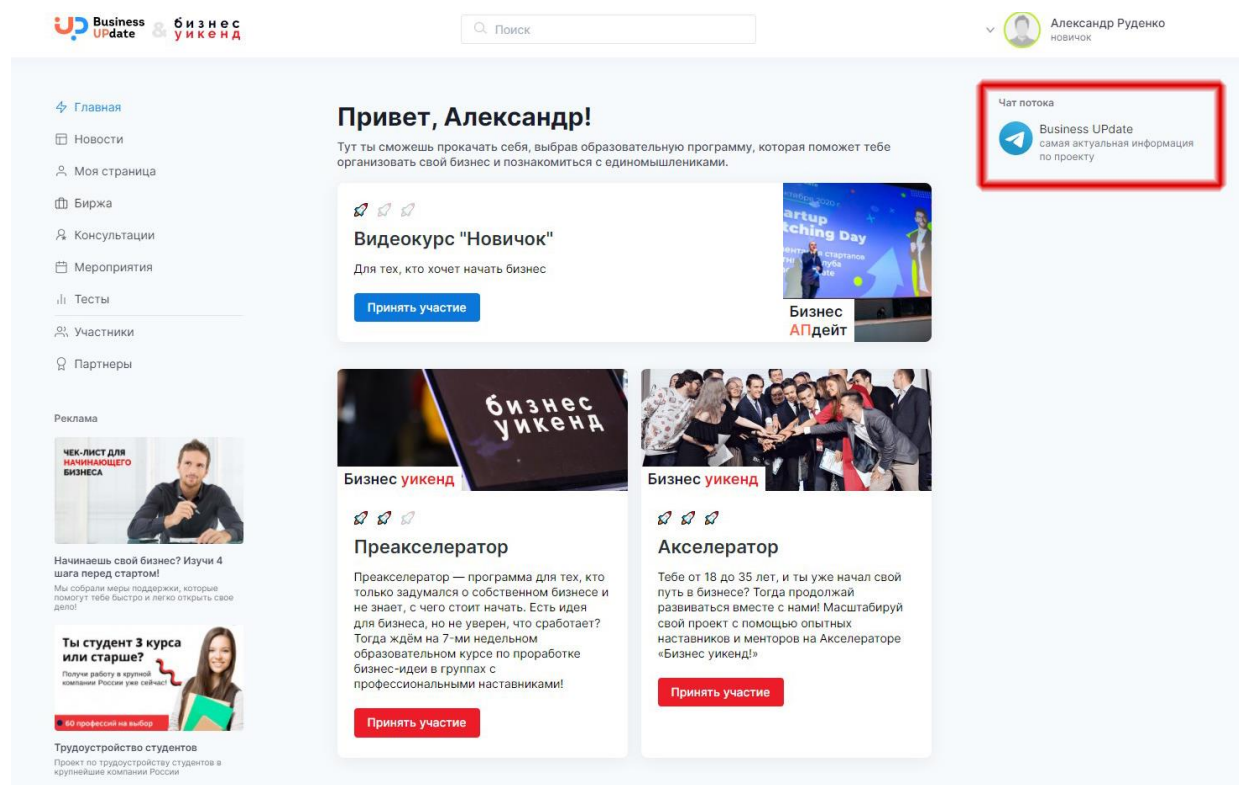 Business
UPdate
&
бизнес
уикенд
Поиск
Александр Руденко
новичок
Главная
Новости
Моя страница
Биржа
Консультации
Мероприятия
Тесты
Участники
Партнеры
Реклама
ЧЕК-ЛИСТ ДЛЯ
НАЧИНАЮЩЕГО
БИЗНЕСА
Начинаешь свой бизнес? Изучи 4
шага перед стартом!
Мы собрали меры поддержки, которые
помогут тебе быстро и легко открыть свое
дело!
Ты студент 3 курса
или старше?
Получи работу в крупной
компании России уже сейчас!
60 профессий на выбор
Трудоустройство студентов
Проект по трудоустройству студентов в
крупнейшие компании России
Привет, Александр!
Тут ты сможешь прокачать себя, выбрав образовательную программу, которая поможет тебе
организовать свой бизнес и познакомиться с единомышлениками.
Видеокурс "Новичок"
Для тех, кто хочет начать бизнес
Принять участие
2020 г
artup
tching Day
Бизнес
АПдейт
бизнес
уикенд
Бизнес уикенд
Преакселератор
Преакселератор — программа для тех, кто
только задумался о собственном бизнесе и
не знает, с чего стоит начать. Есть идея
для бизнеса, но не уверен, что сработает?
Тогда ждём на 7-ми недельном
образовательном курсе по проработке
бизнес-идеи в группах с
профессиональными наставниками!
Принять участие
Бизнес уикенд
Акселератор
Тебе от 18 до 35 лет, и ты уже начал свой
путь в бизнесе? Тогда продолжай
развиваться вместе с нами! Масштабируй
свой проект с помощью опытных
наставников и менторов на Акселераторе
«Бизнес уикенд!»
Принять участие
Чат потока
Business UPdate
самая актуальная информация
по проекту